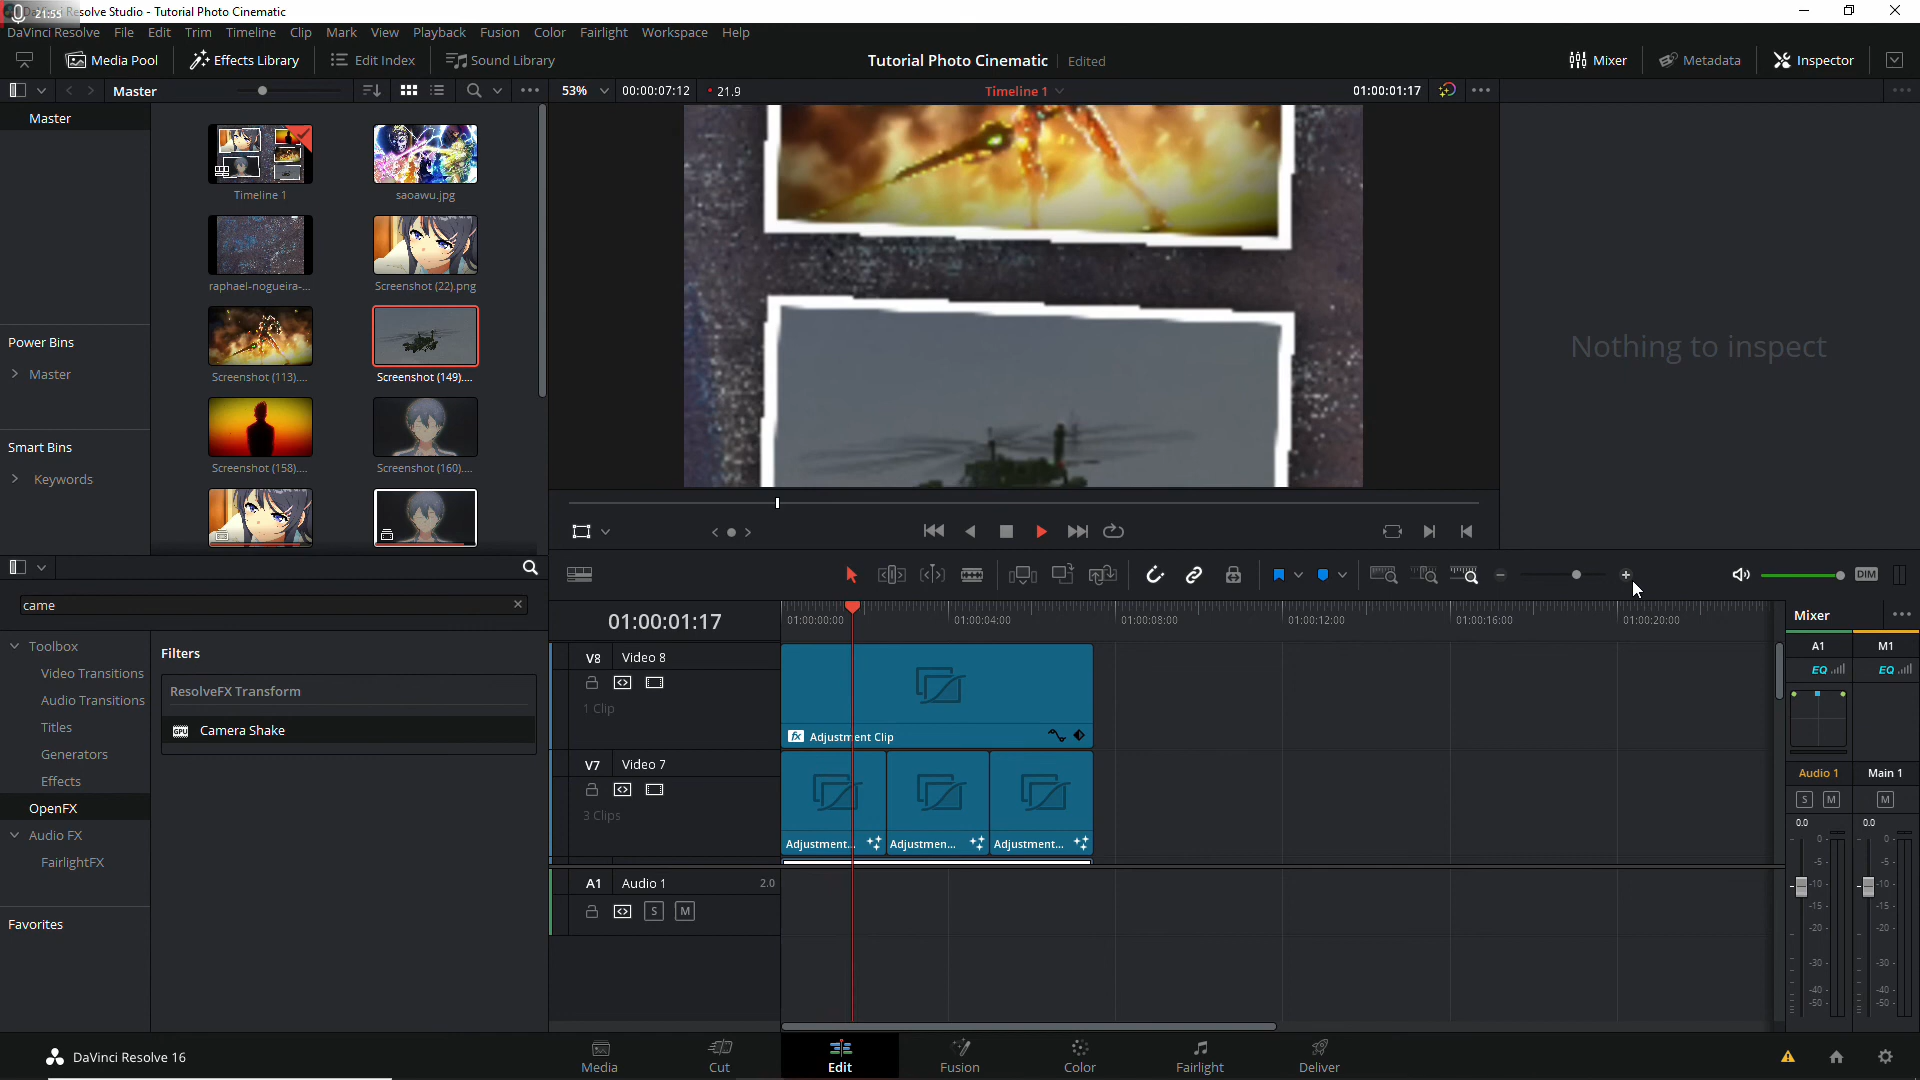 21:55
esolve Studio - Tutorial Photo Cinematic
DaVinci Resolve File Edit Trim Timeline Clip Mark View Playback Fusion Color Fairlight Workspace Help
Media Pool Effects Library Edit Index Sound Library Tutorial Photo Cinematic Edited Mixer Metadata Inspector
Master 53% 00:00:07:12 21.9 Timeline 1 01:00:01:17
Master
Timeline 1 saoawu.jpg
raphael-nogueira-... Screenshot (22).png
Screenshot (113).... Screenshot (149)....
Screenshot (158).... Screenshot (160)....
Power Bins
Master
Smart Bins
Keywords
Nothing to inspect
came
Toolbox
Video Transitions
Audio Transitions
Titles
Generators
Effects
OpenFX
Audio FX
FairlightFX
Favorites
Filters
ResolveFX Transform
GPU Camera Shake
DIM
01:00:01:17
01:00:00:00 01:00:04:00 01:00:08:00 01:00:12:00 01:00:16:00 01:00:20:00
V8 Video 8
1 Clip
fx Adjustment Clip
V7 Video 7
3 Clips
Adjustment... Adjustmen... Adjustment...
A1 Audio 1 2.0
S M
Mixer
A1 M1
EQ EQ
Audio 1 Main 1
S M M
0.0 0.0
0 0
-5 -5
-10 -10
-15 -15
-20 -20
-30 -30
-40 -40
-50 -50
DaVinci Resolve 16
Media Cut Edit Fusion Color Fairlight Deliver